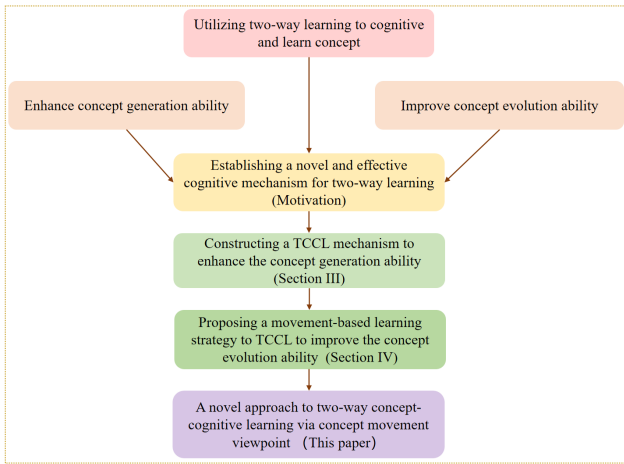 Utilizing two-way learning to cognitive
and learn concept
Enhance concept generation ability
Improve concept evolution ability
Establishing a novel and effective
cognitive mechanism for two-way learning
(Motivation)
Constructing a TCCL mechanism to
enhance the concept generation ability
(Section III)
Proposing a movement-based learning
strategy to TCCL to improve the concept
evolution ability (Section IV)
A novel approach to two-way concept-
cognitive learning via concept movement
viewpoint （This paper）